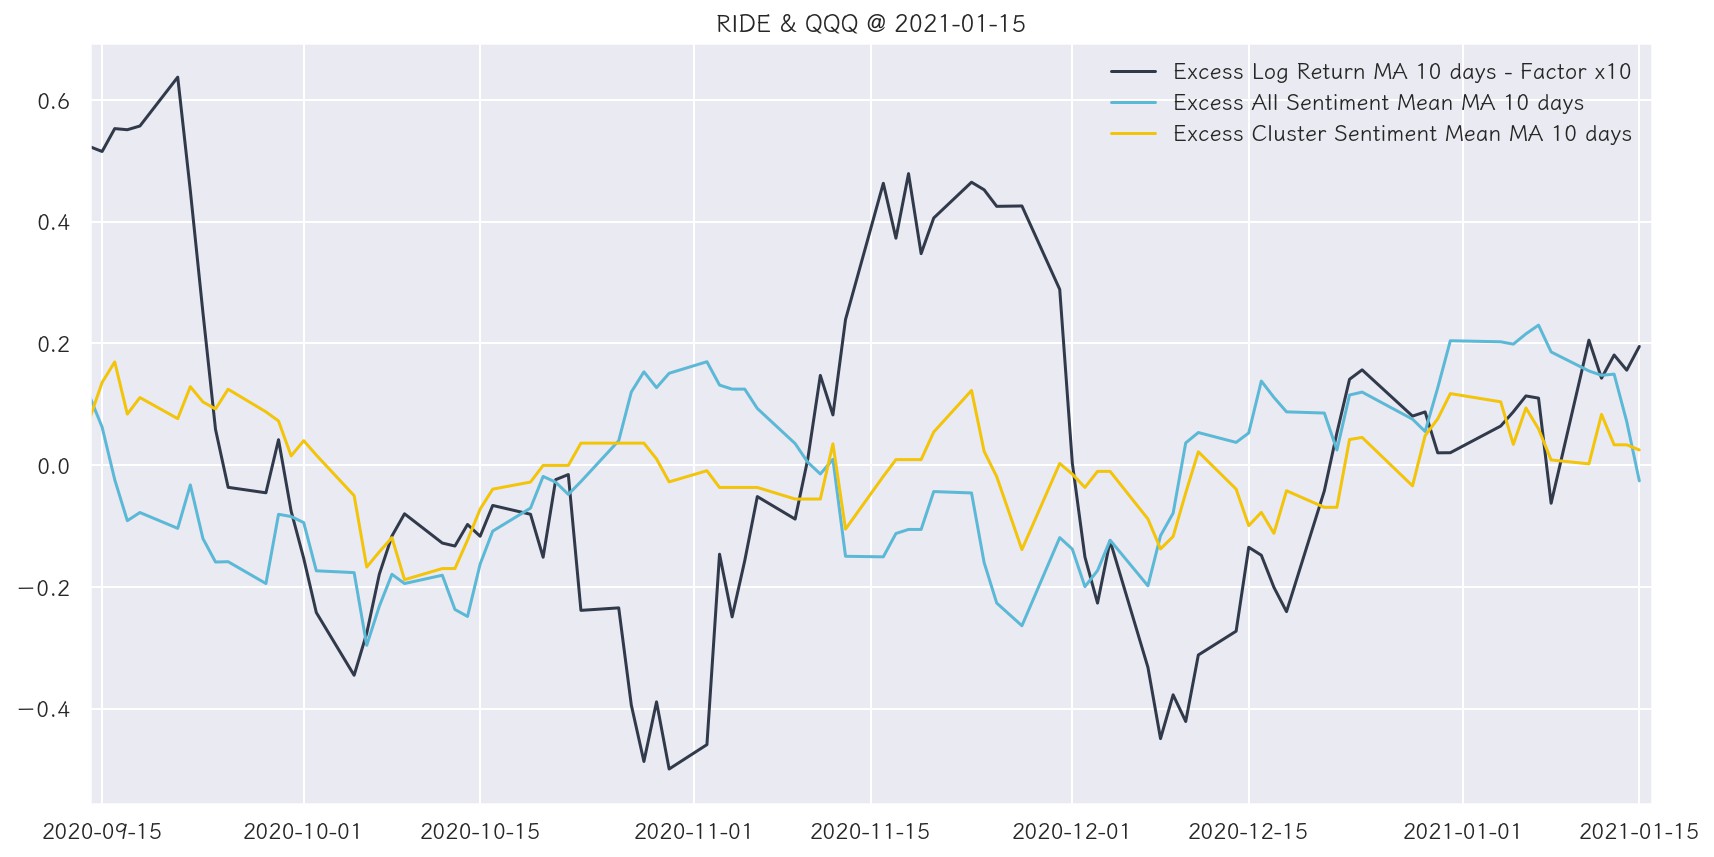 RIDE & QQQ @ 2021-01-15
Excess Log Return MA 10 days - Factor x10
Excess All Sentiment Mean MA 10 days
Excess Cluster Sentiment Mean MA 10 days
0.6
0.4
0.2
0.0
−0.2
−0.4
2020-09-15 2020-10-01 2020-10-15 2020-11-01 2020-11-15 2020-12-01 2020-12-15 2021-01-01 2021-01-15